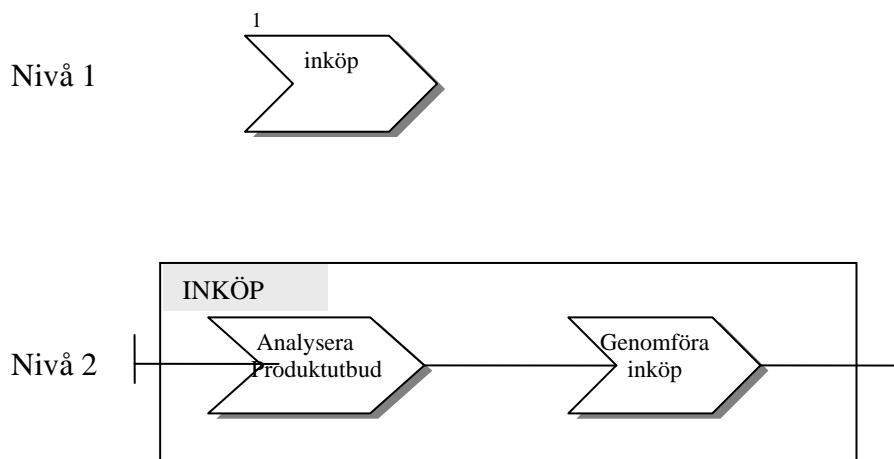 1
inköp
Nivå 1
INKÖP
Analysera
Produktutbud
Genomföra
inköp
Nivå 2